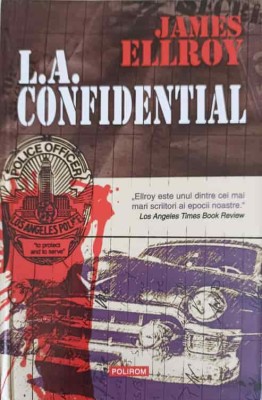 JAMES
ELLROY
L.A.
CONFIDENTIAL
POLICE OFFICER
LOS ANGELES POLICE
"to protect
and to serve"
„Ellroy este unul dintre cei mai
mari scriitori ai epocii noastre.”
Los Angeles Times Book Review
POLIROM